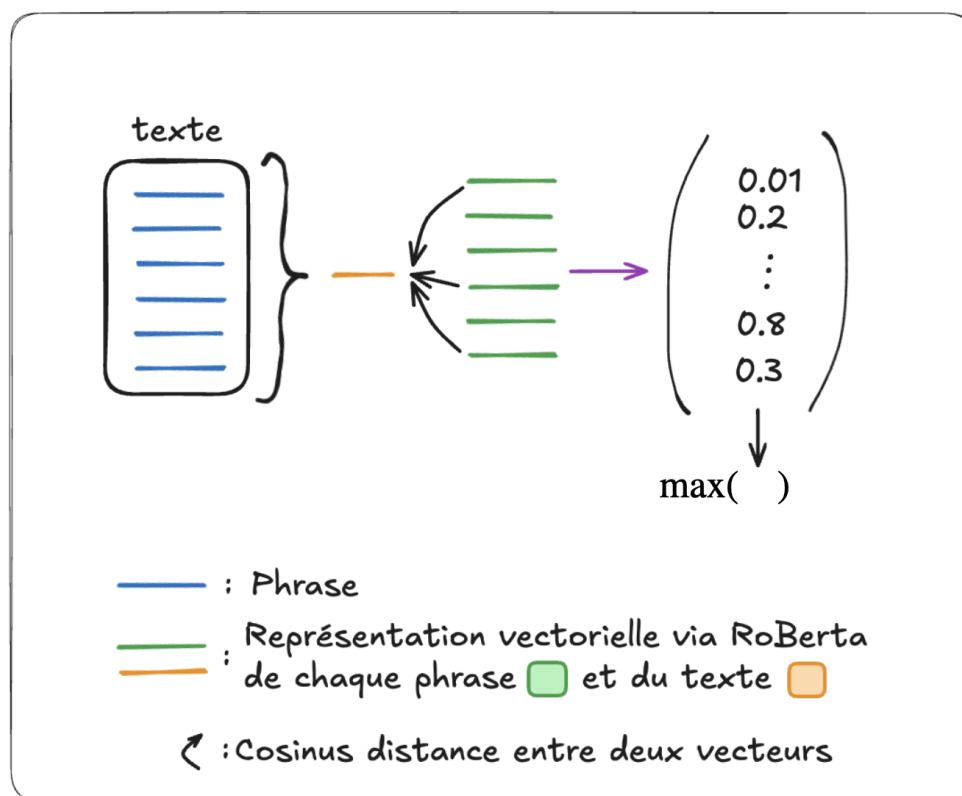 texte
0.01
0.2
⋮
0.8
0.3
max( )
: Phrase
: Représentation vectorielle via RoBerta
de chaque phrase et du texte
: Cosinus distance entre deux vecteurs